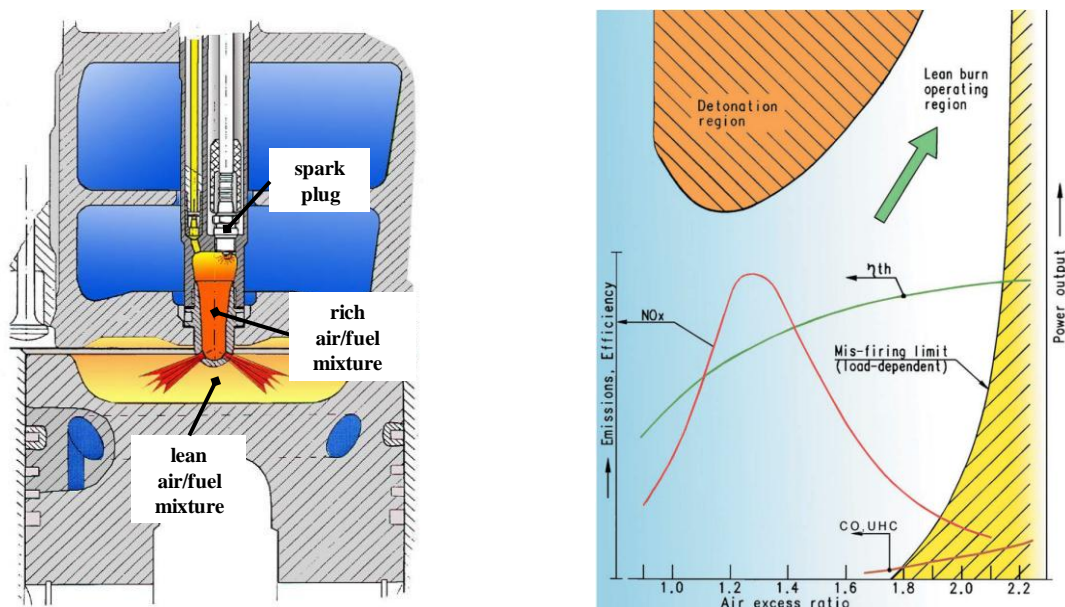 spark
plug
rich
air/fuel
mixture
lean
air/fuel
mixture
Detonation
region
Lean burn
operating
region
ηth
NOx
Mis-firing limit
(load-dependent)
CO,UHC
Emissions, Efficiency
Power output
1.0 1.2 1.4 1.6 1.8 2.0 2.2
Air excess ratio